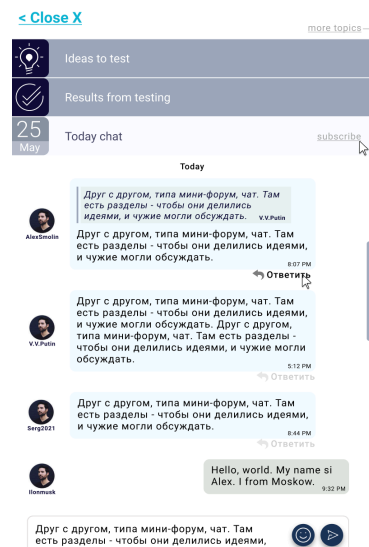 < Close X
more topics
Ideas to test
Results from testing
25
May
Today chat
subscribe
Today
Друг с другом, типа мини-форум, чат. Там
есть разделы - чтобы они делились
идеями, и чужие могли обсуждать. V.V.Putin
Друг с другом, типа мини-форум, чат. Там
есть разделы - чтобы они делились идеями,
и чужие могли обсуждать.
AlexSmolin
8:07 PM
Ответить
Друг с другом, типа мини-форум, чат. Там
есть разделы - чтобы они делились идеями,
и чужие могли обсуждать. Друг с другом,
типа мини-форум, чат. Там есть разделы -
чтобы они делились идеями, и чужие могли
обсуждать.
V.V.Putin
5:12 PM
Ответить
Друг с другом, типа мини-форум, чат. Там
есть разделы - чтобы они делились идеями,
и чужие могли обсуждать.
Serg2021
8:44 PM
Ответить
Hello, world. My name si
Alex. I from Moskow.
9:32 PM
Ilonmusk
Друг с другом, типа мини-форум, чат. Там
есть разделы - чтобы они делились идеями,